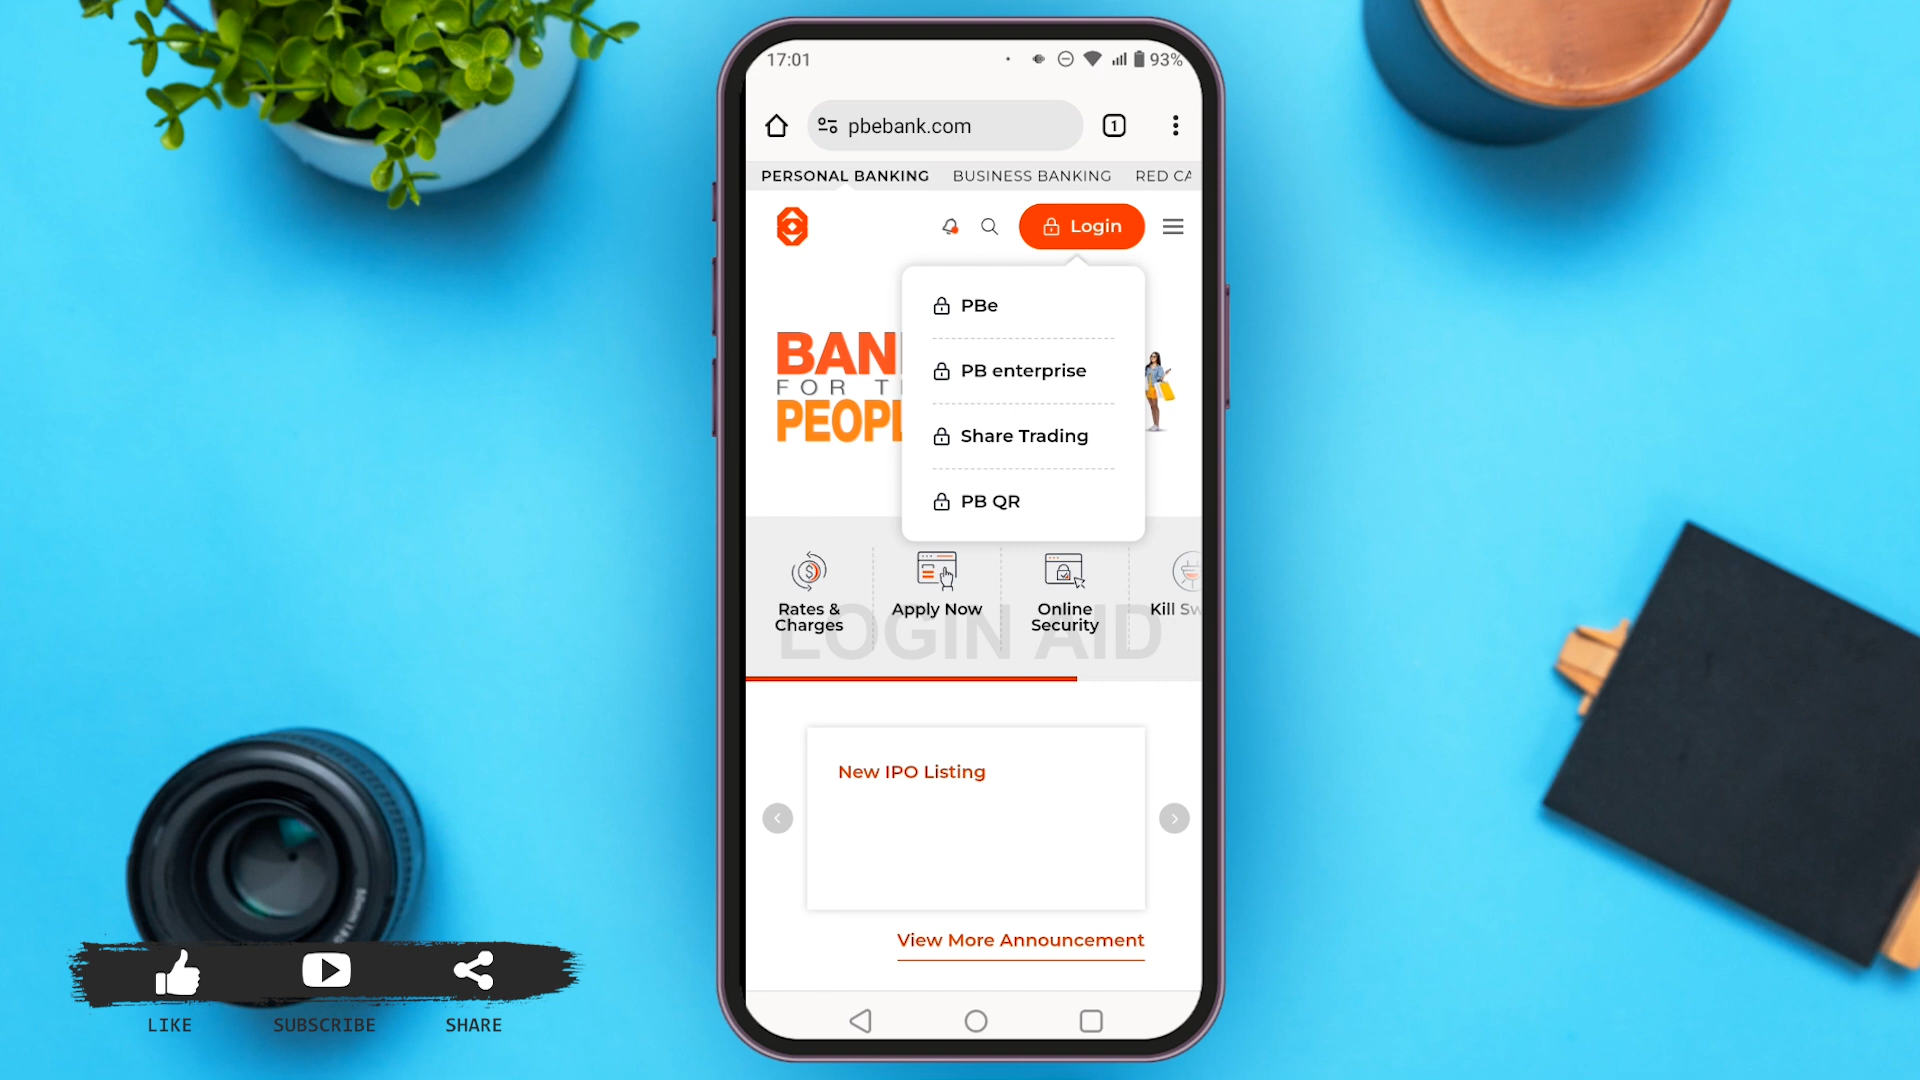 17:01
93%
pbebank.com
1
PERSONAL BANKING BUSINESS BANKING RED CA
Login
PBe
PB enterprise
Share Trading
PB QR
BAN
FOR T
PEOPL
Rates &
Charges
Apply Now
Online
Security
Kill Sw
LOGIN AID
New IPO Listing
View More Announcement
LIKE SUBSCRIBE SHARE